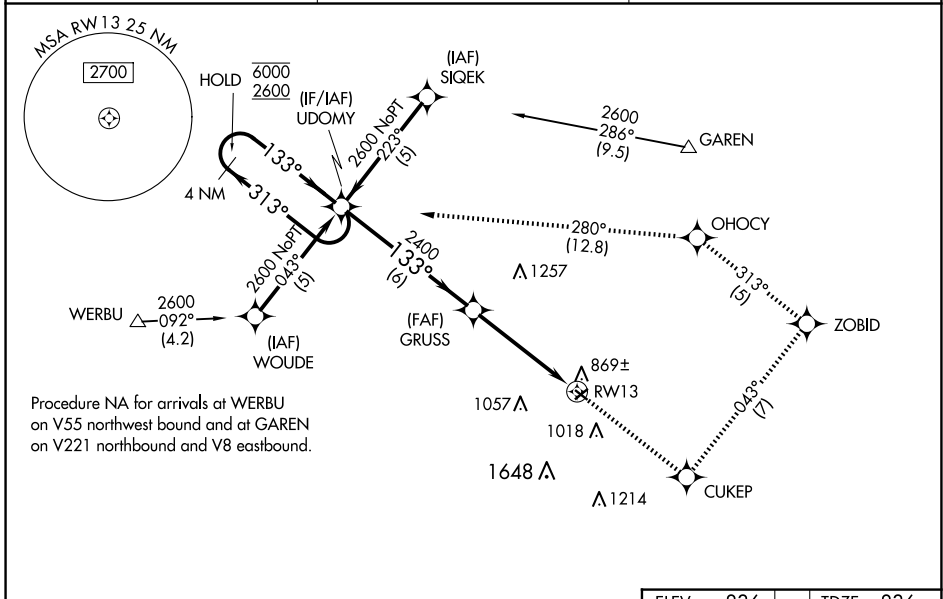 MSA RW13 25 NM
2700
HOLD
6000
2600
(IF/IAF)
UDOMY
(IAF)
SIQEK
2600 NoPT
223°
(5)
2600
286°
(9.5)
GAREN
133°
4 NM
313°
2600 NoPT
043°
(5)
2400
133°
(6)
280°
(12.8)
OHOCY
1257
313°
(5)
WERBU
2600
092°
(4.2)
(IAF)
WOUDE
(FAF)
GRUSS
ZOBID
869±
RW13
1057
1018
043°
(7)
1648
1214
CUKEP
Procedure NA for arrivals at WERBU
on V55 northwest bound and at GAREN
on V221 northbound and V8 eastbound.